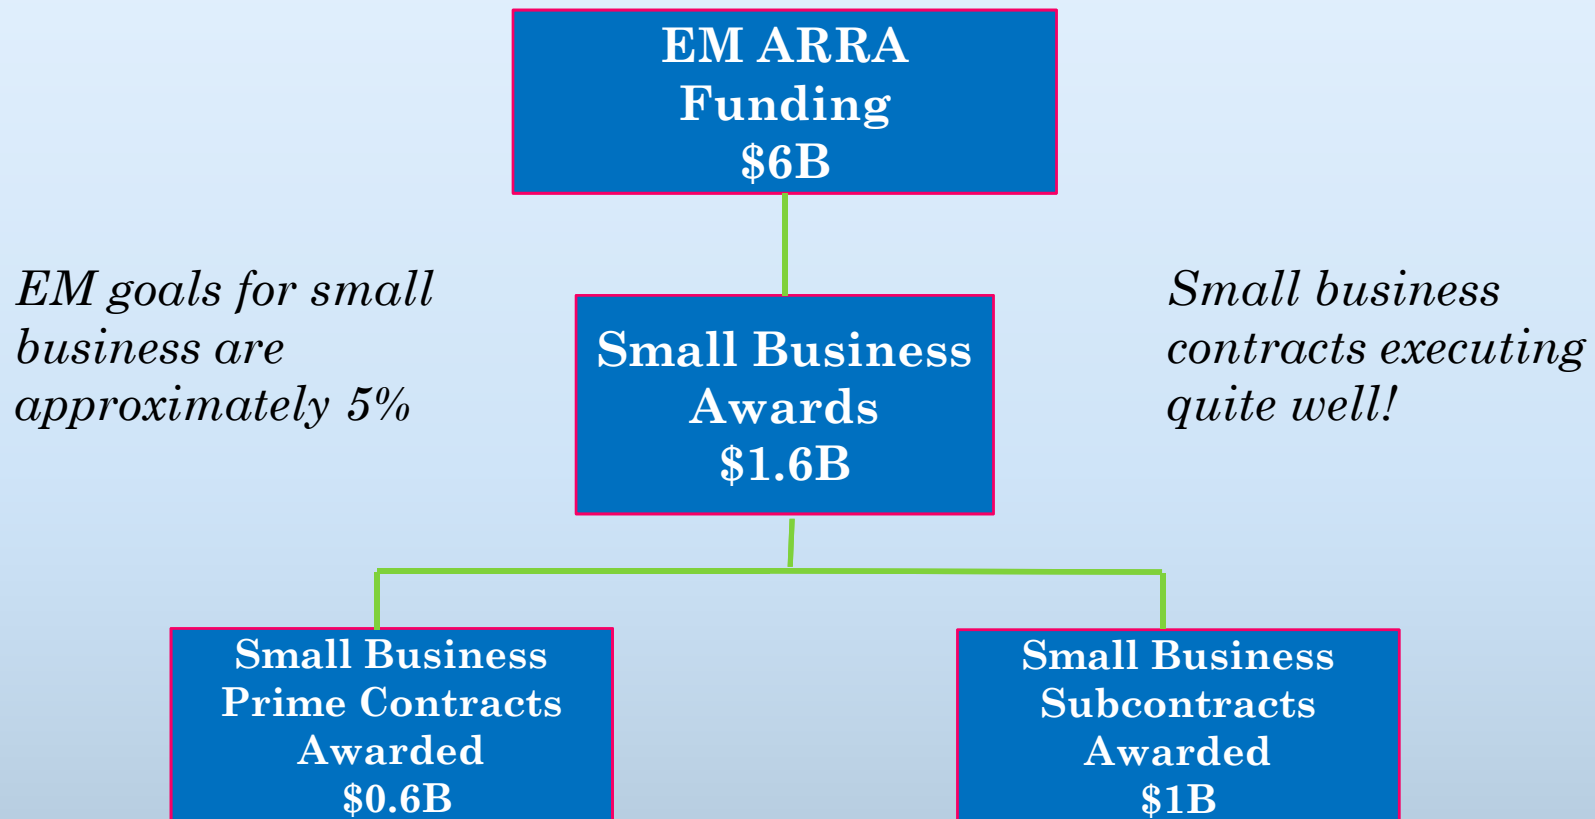 EM ARRA
Funding
$6B
EM goals for small
business are
approximately 5%
Small Business
Awards
$1.6B
Small business
contracts executing
quite well!
Small Business
Prime Contracts
Awarded
$0.6B
Small Business
Subcontracts
Awarded
$1B